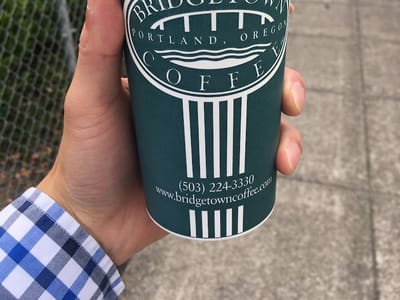 BRIDGETOWN
PORTLAND, OREGON
COFFEE
(503) 224-3330
www.bridgetowncoffee.com